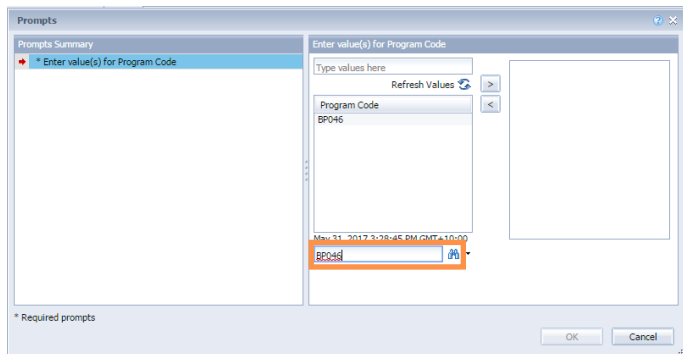 Prompts
Prompts Summary
* Enter value(s) for Program Code
Enter value(s) for Program Code
Type values here
Refresh Values
>
<
Program Code
BP046
May 31, 2017 3:28:45 PM GMT+10:00
BP046
* Required prompts
OK
Cancel